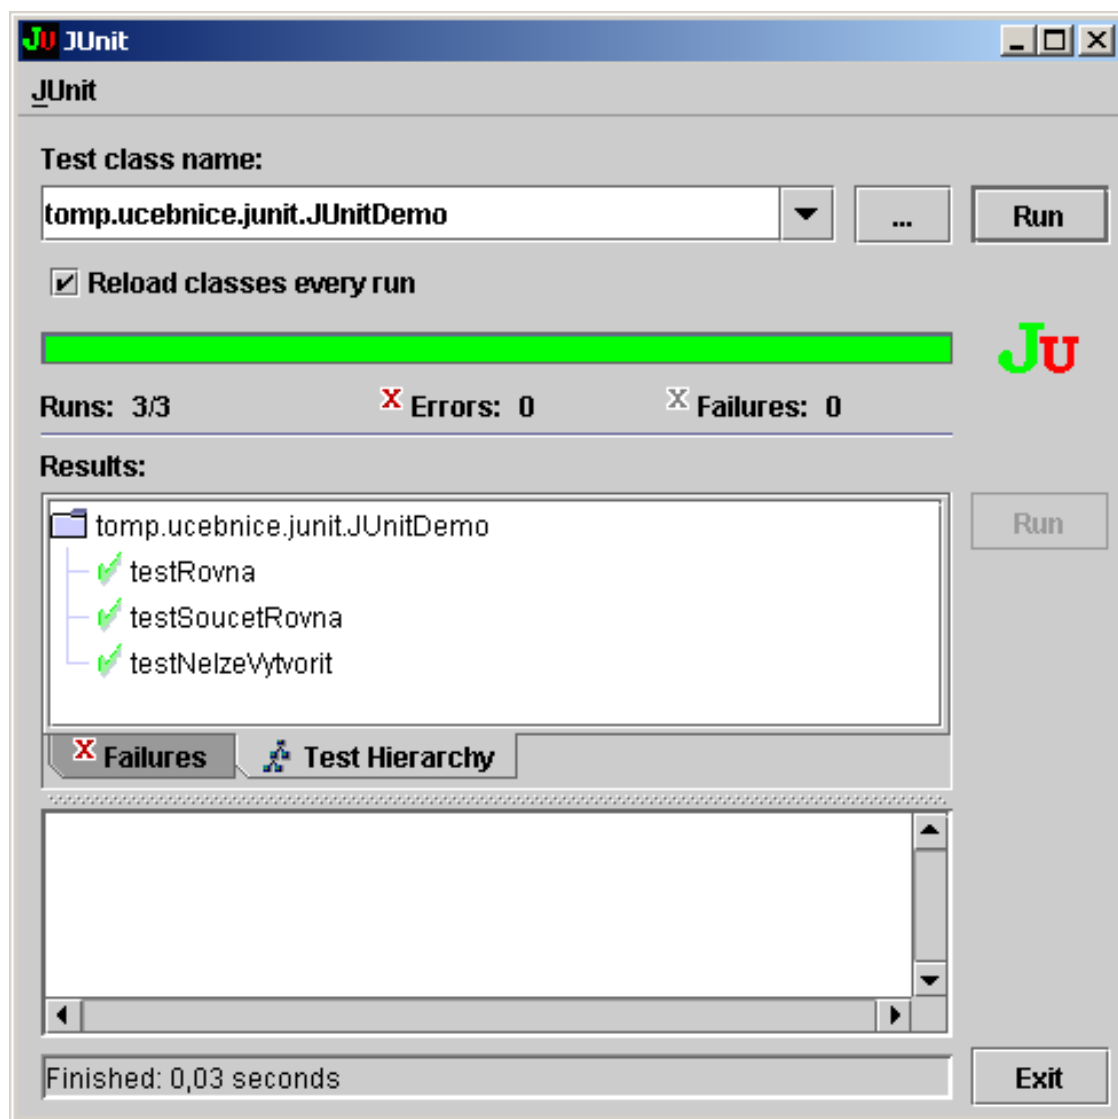 JU JUnit
JUnit
Test class name:
tomp.ucebnice.junit.JUnitDemo ... Run
Reload classes every run
JU
Runs: 3/3 X Errors: 0 X Failures: 0
Results:
tomp.ucebnice.junit.JUnitDemo Run
testRovna
testSoucetRovna
testNelzeVytvorit
X Failures Test Hierarchy
Finished: 0,03 seconds Exit